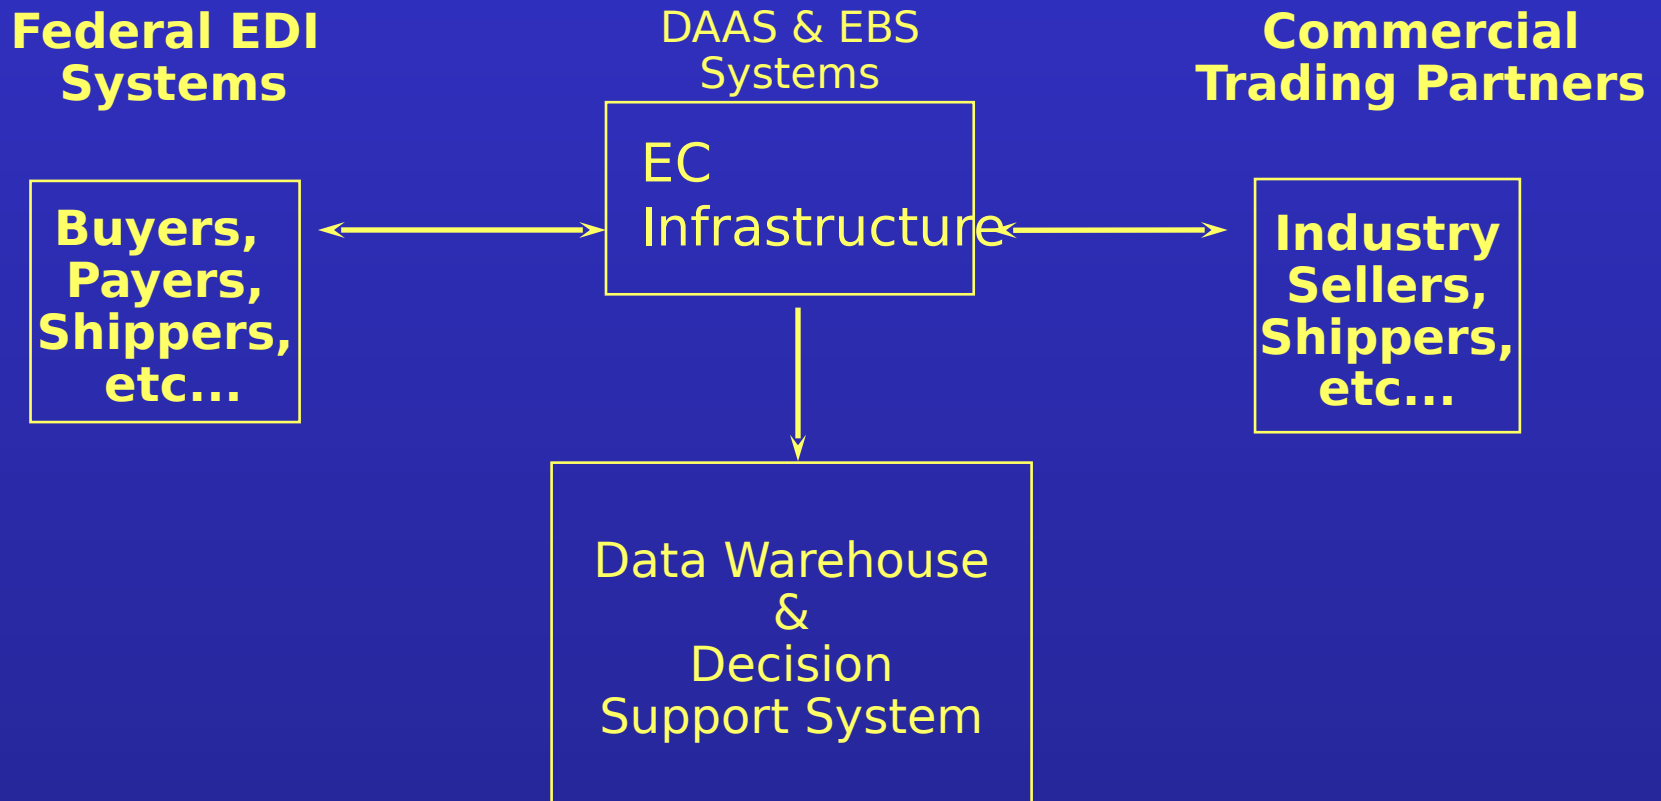 Federal EDI
Systems
DAAS & EBS
Systems
Commercial
Trading Partners
Buyers,
Payers,
Shippers,
etc...
EC
Infrastructure
Industry
Sellers,
Shippers,
etc...
Data Warehouse
&
Decision
Support System